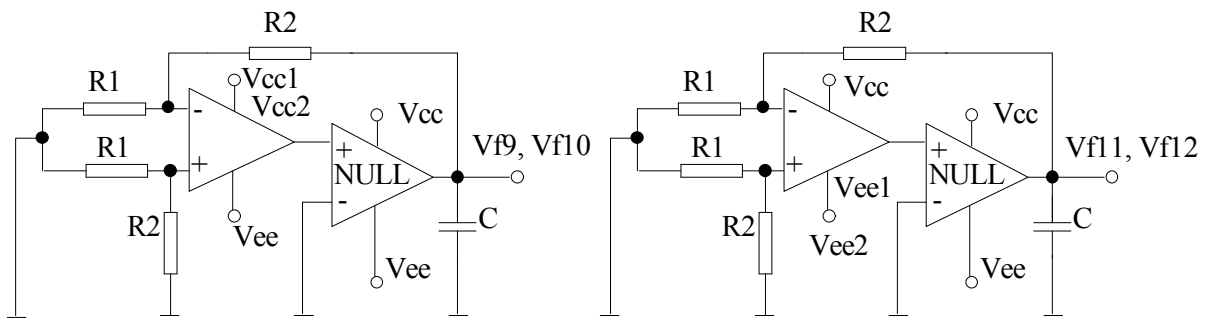 R2
R1
Vcc1
Vcc2
-
Vcc
R1
+
+
Vf9, Vf10
NULL
-
R2
Vee
C
Vee
R2
R1
Vcc
-
Vcc
R1
+
+
Vf11, Vf12
NULL
Vee1
-
R2
Vee2
C
Vee